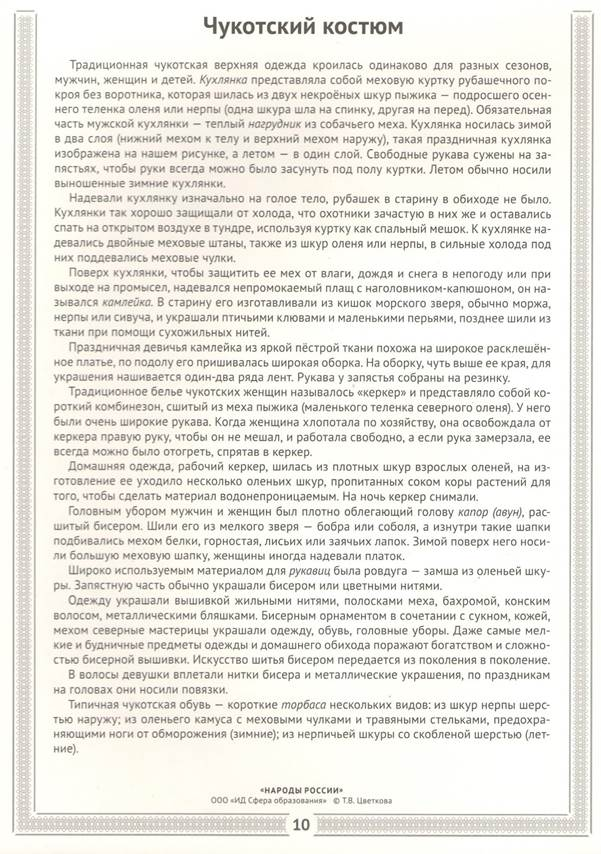 Чукотский костюм
Традиционная чукотская верхняя одежда кроилась одинаково для разных сезонов,
мужчин, женщин и детей. Кухлянка представляла собой меховую куртку рубашечного по-
кроя без воротника, которая шилась из двух некроёных шкур пыжика — подросшего осен-
него теленка оленя или нерпы (одна шкура шла на спинку, другая на перед). Обязательная
часть мужской кухлянки — теплый нагрудник из собачьего меха. Кухлянка носилась зимой
в два слоя (нижний мехом к телу и верхний мехом наружу), такая праздничная кухлянка
изображена на нашем рисунке, а летом — в один слой. Свободные рукава сужены на за-
пястьях, чтобы руки всегда можно было засунуть под полу куртки. Летом обычно носили
выношенные зимние кухлянки.
Надевали кухлянку изначально на голое тело, рубашек в старину в обиходе не было.
Кухлянки так хорошо защищали от холода, что охотники зачастую в них же и оставались
спать на открытом воздухе в тундре, используя куртку как спальный мешок. К кухлянке на-
девались двойные меховые штаны, также из шкур оленя или нерпы, в сильные холода под
них поддевались меховые чулки.
Поверх кухлянки, чтобы защитить ее мех от влаги, дождя и снега в непогоду или при
выходе на промысел, надевался непромокаемый плащ с наголовником-капюшоном, он на-
зывался камлейка. В старину его изготавливали из кишок морского зверя, обычно моржа,
нерпы или сивуча, и украшали птичьими клювами и маленькими перьями, позднее шили из
ткани при помощи сухожильных нитей.
Праздничная девичья камлейка из яркой пёстрой ткани похожа на широкое расклешён-
ное платье, по подолу его пришивалась широкая оборка. На оборку, чуть выше ее края, для
украшения нашивается один-два ряда лент. Рукава у запястья собраны на резинку.
Традиционное белье чукотских женщин называлось «керкер» и представляло собой ко-
роткий комбинезон, сшитый из меха пыжика (маленького теленка северного оленя). У него
были очень широкие рукава. Когда женщина хлопотала по хозяйству, она освобождала от
керкера правую руку, чтобы он не мешал, и работала свободно, а если рука замерзала, ее
всегда можно было отогреть, спрятав в керкер.
Домашняя одежда, рабочий керкер, шилась из плотных шкур взрослых оленей, на из-
готовление ее уходило несколько оленьих шкур, пропитанных соком коры растений для
того, чтобы сделать материал водонепроницаемым. На ночь керкер снимали.
Головным убором мужчин и женщин был плотно облегающий голову капор (авун), рас-
шитый бисером. Шили его из мелкого зверя — бобра или соболя, а изнутри такие шапки
подбивались мехом белки, горностая, лисьих или заячьих лапок. Зимой поверх него носи-
ли большую меховую шапку, женщины иногда надевали платок.
Широко используемым материалом для рукавиц была ровдуга — замша из оленьей шку-
ры. Запястную часть обычно украшали бисером или цветными нитями.
Одежду украшали вышивкой жильными нитями, полосками меха, бахромой, конским
волосом, металлическими бляшками. Бисерным орнаментом в сочетании с сукном, кожей,
мехом северные мастерицы украшали одежду, обувь, головные уборы. Даже самые мел-
кие и будничные предметы одежды и домашнего обихода поражают богатством и сложно-
стью бисерной вышивки. Искусство шитья бисером передается из поколения в поколение.
В волосы девушки вплетали нитки бисера и металлические украшения, по праздникам
на головах они носили повязки.
Типичная чукотская обувь — короткие торбаса нескольких видов: из шкур нерпы шерс-
тью наружу; из оленьего камуса с меховыми чулками и травяными стельками, предохра-
няющими ноги от обморожения (зимние); из нерпичьей шкуры со скобленой шерстью (лет-
ние).
«НАРОДЫ РОССИИ»
ООО «ИД Сфера образования» © Т.В. Цветкова
10